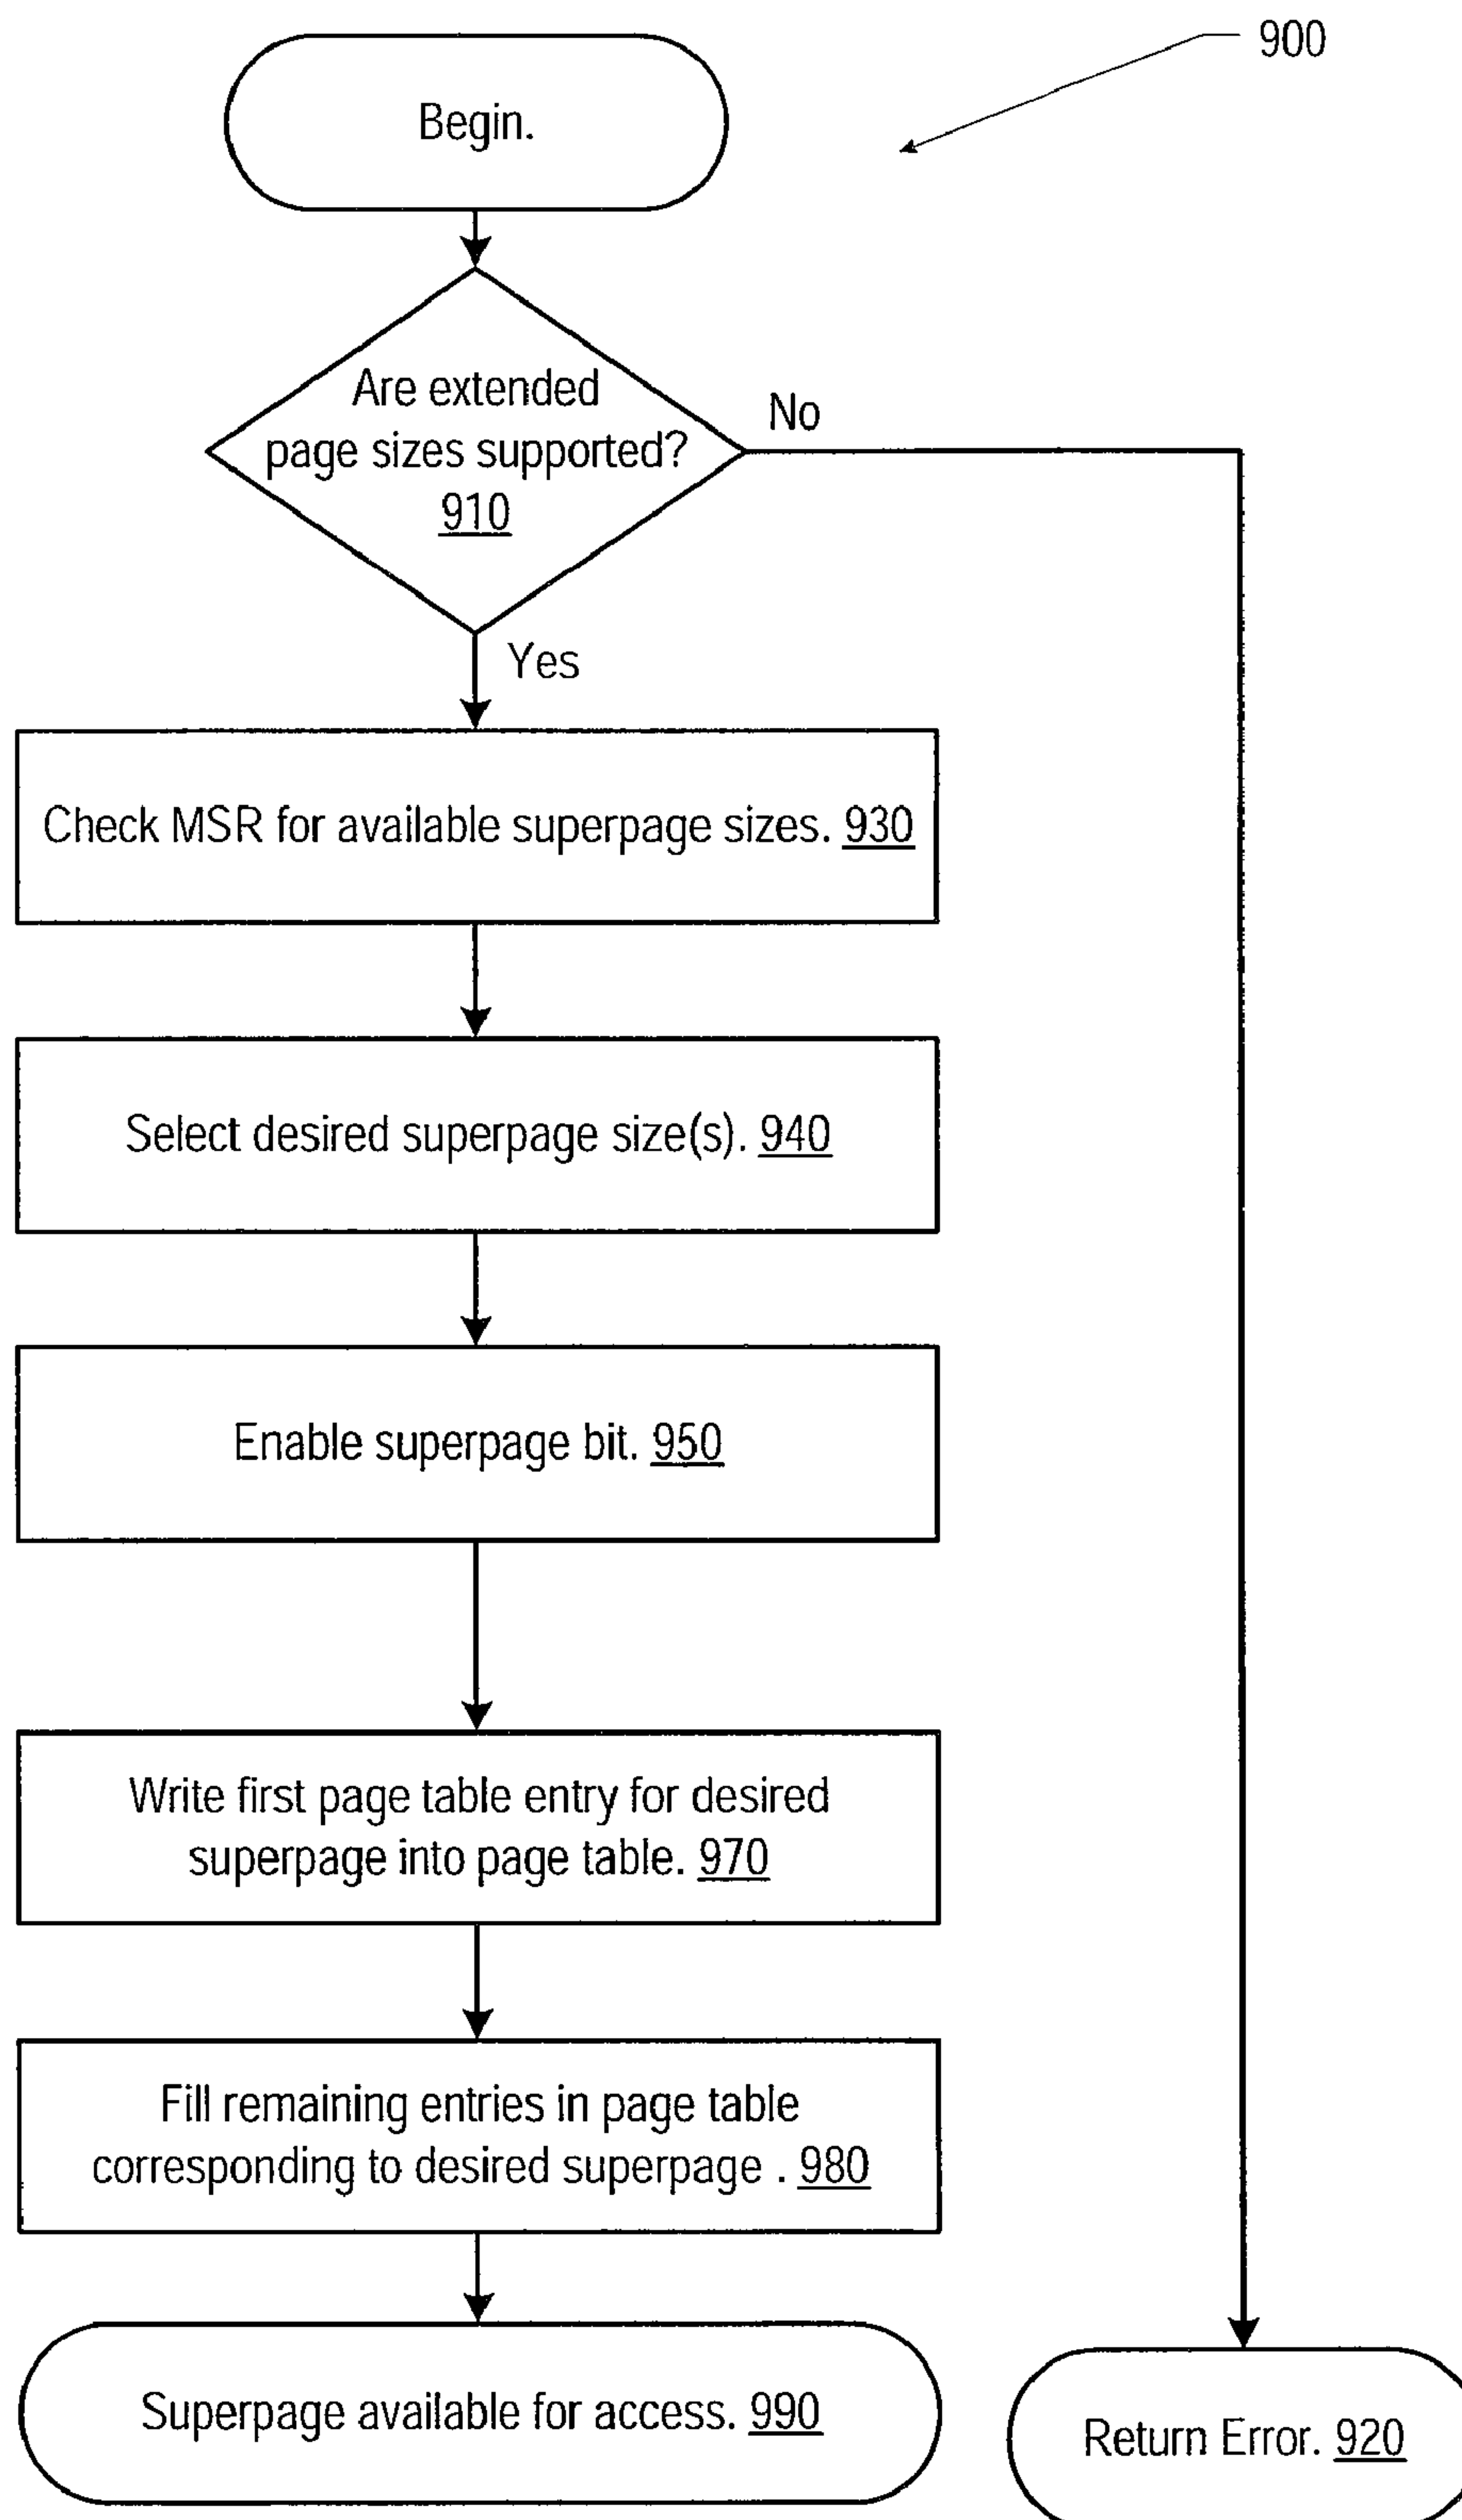 900
Begin.
Are extended
page sizes supported?
910
No
Yes
Check MSR for available superpage sizes. 930
Select desired superpage size(s). 940
Enable superpage bit. 950
Write first page table entry for desired
superpage into page table. 970
Fill remaining entries in page table
corresponding to desired superpage . 980
Superpage available for access. 990
Return Error. 920